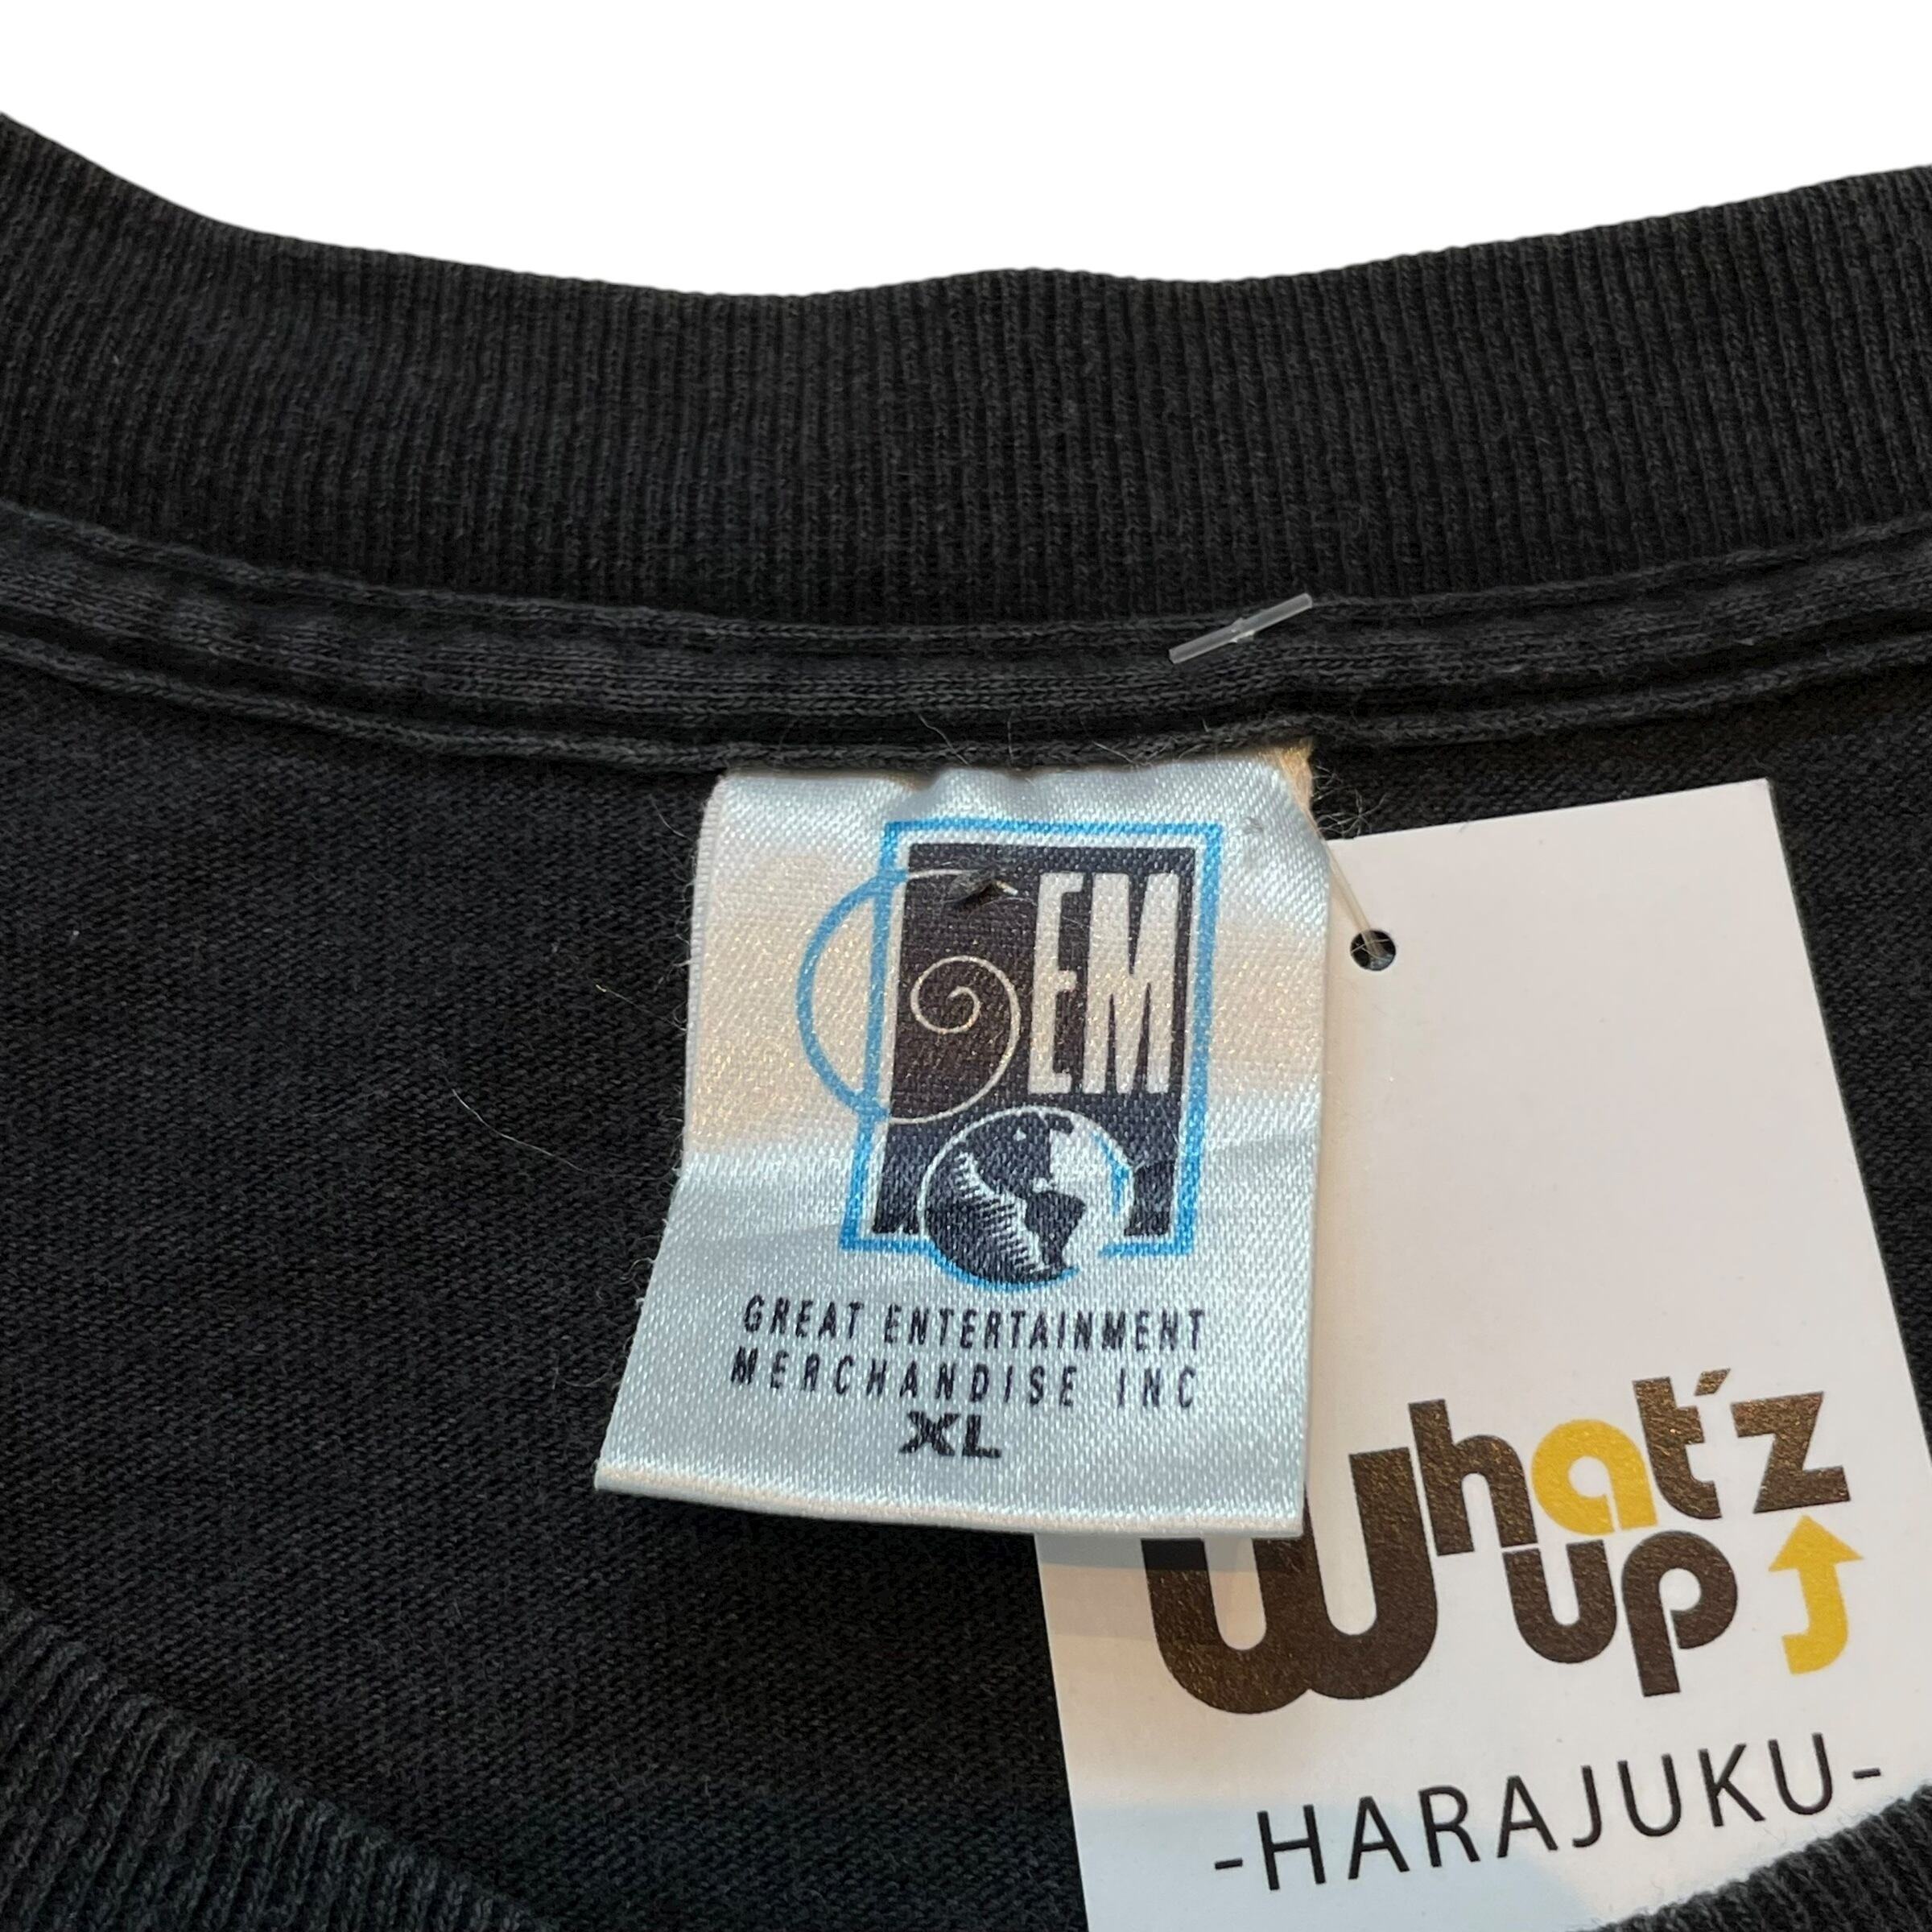 GEM
GREAT ENTERTAINMENT
MERCHANDISE INC
XL
What'z
up
-HARAJUKU-